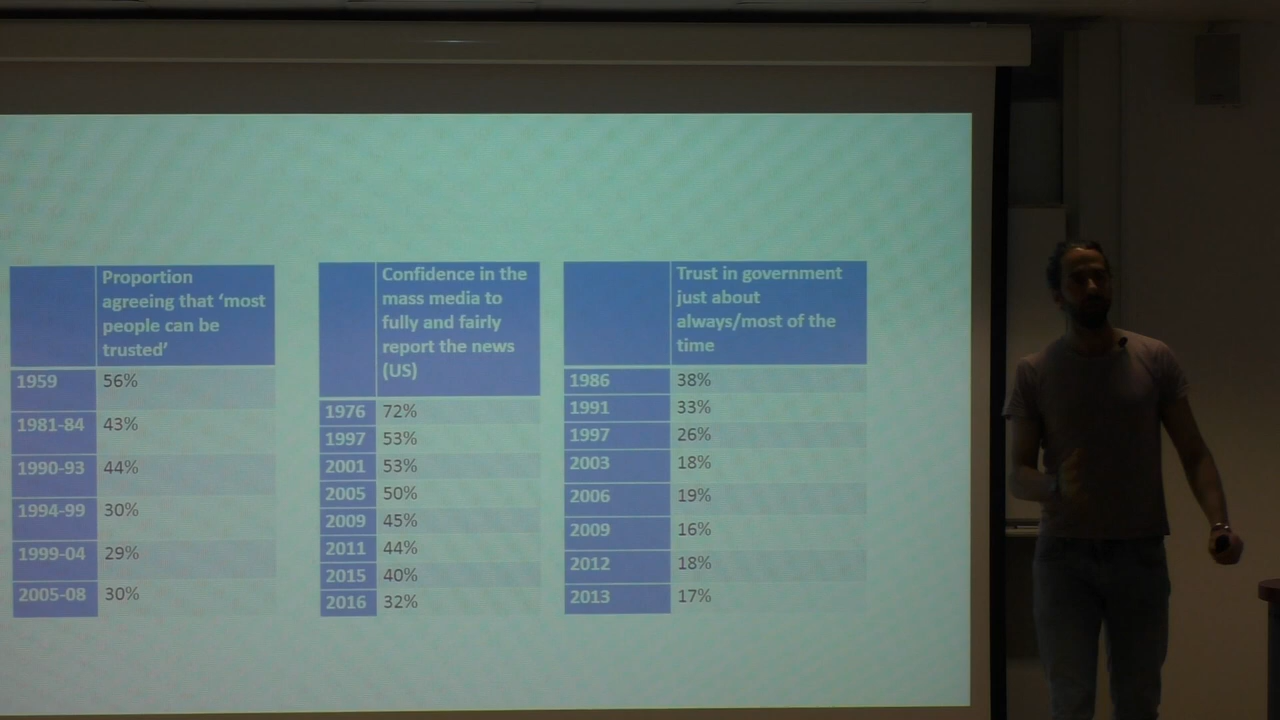 Proportion
agreeing that ‘most
people can be
trusted’
1959 56%
1981-84 43%
1990-93 44%
1994-99 30%
1999-04 29%
2005-08 30%
Confidence in the
mass media to
fully and fairly
report the news
(US)
1976 72%
1997 53%
2001 53%
2005 50%
2009 45%
2011 44%
2015 40%
2016 32%
Trust in government
just about
always/most of the
time
1986 38%
1991 33%
1997 26%
2003 18%
2006 19%
2009 16%
2012 18%
2013 17%